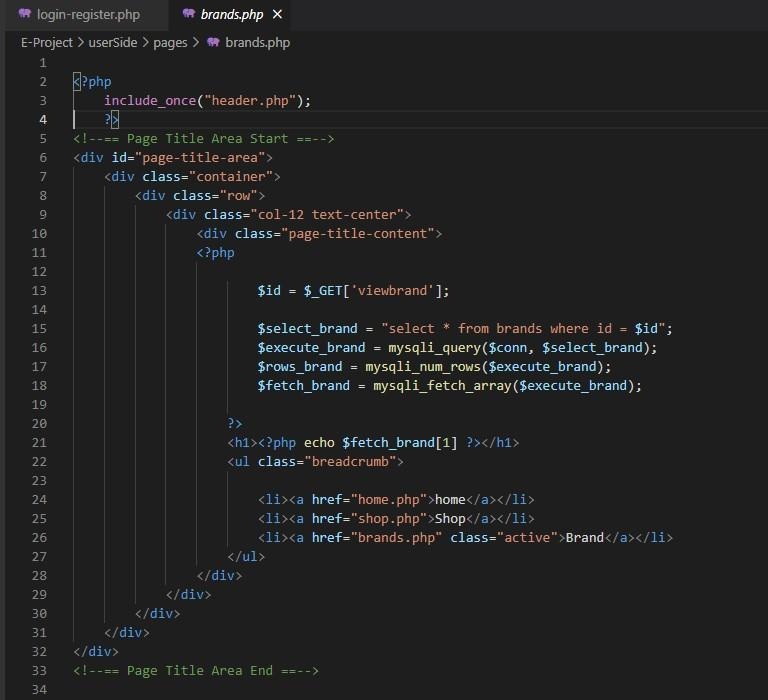 login-register.php brands.php ×
E-Project > userSide > pages > brands.php
1
2 <?php
3 include_once("header.php");
4 ?>
5 <!--== Page Title Area Start ==-->
6 <div id="page-title-area">
7 <div class="container">
8 <div class="row">
9 <div class="col-12 text-center">
10 <div class="page-title-content">
11 <?php
12
13 $id = $_GET['viewbrand'];
14
15 $select_brand = "select * from brands where id = $id";
16 $execute_brand = mysqli_query($conn, $select_brand);
17 $rows_brand = mysqli_num_rows($execute_brand);
18 $fetch_brand = mysqli_fetch_array($execute_brand);
19
20 ?>
21 <h1><?php echo $fetch_brand[1] ?></h1>
22 <ul class="breadcrumb">
23
24 <li><a href="home.php">home</a></li>
25 <li><a href="shop.php">Shop</a></li>
26 <li><a href="brands.php" class="active">Brand</a></li>
27 </ul>
28 </div>
29 </div>
30 </div>
31 </div>
32 </div>
33 <!--== Page Title Area End ==-->
34